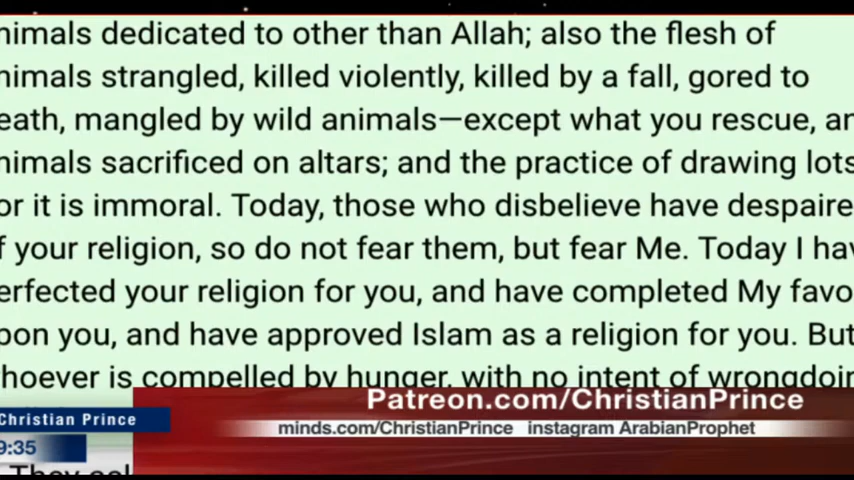 nimals dedicated to other than Allah; also the flesh of
nimals strangled, killed violently, killed by a fall, gored to
eath, mangled by wild animals—except what you rescue, an
nimals sacrificed on altars; and the practice of drawing lots
or it is immoral. Today, those who disbelieve have despaire
f your religion, so do not fear them, but fear Me. Today I hav
erfected your religion for you, and have completed My favo
pon you, and have approved Islam as a religion for you. But
hoever is compelled by hunger, with no intent of wrongdoin
Patreon.com/ChristianPrince
Christian Prince
minds.com/ChristianPrince instagram ArabianProphet
9:35